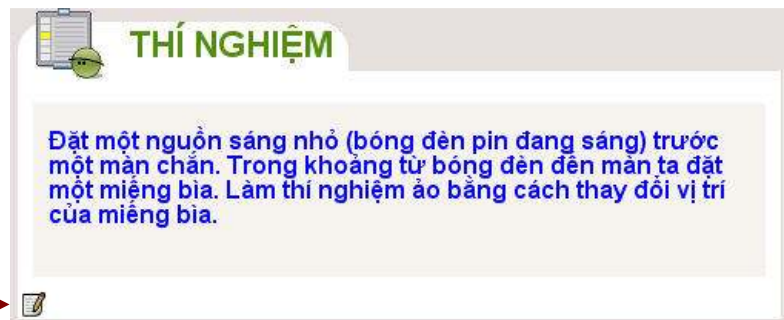 THÍ NGHIỆM
Đặt một nguồn sáng nhỏ (bóng đèn pin đang sáng) trước
một màn chắn. Trong khoảng từ bóng đèn đến màn ta đặt
một miếng bìa. Làm thí nghiệm ảo bằng cách thay đổi vị trí
của miếng bìa.